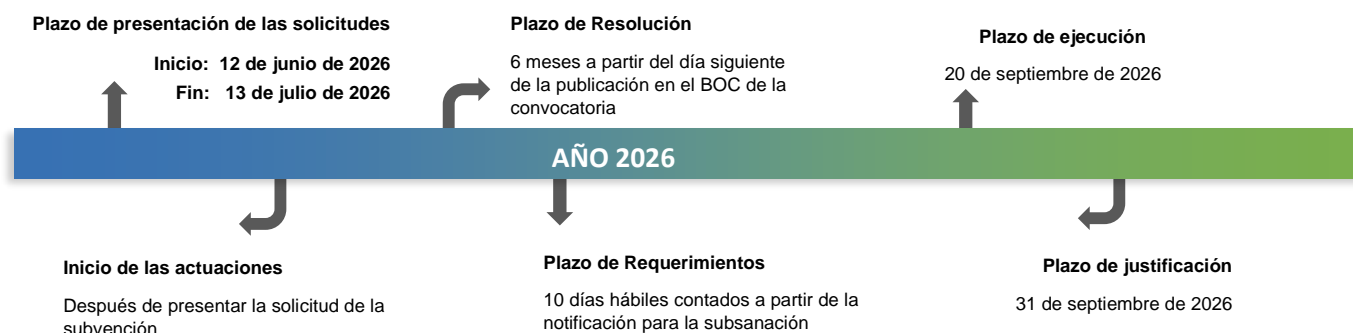 Plazo de presentación de las solicitudes
Inicio: 12 de junio de 2026
Fin: 13 de julio de 2026
Plazo de Resolución
6 meses a partir del día siguiente
de la publicación en el BOC de la
convocatoria
Plazo de ejecución
20 de septiembre de 2026
AÑO 2026
Inicio de las actuaciones
Después de presentar la solicitud de la
subvención
Plazo de Requerimientos
10 días hábiles contados a partir de la
notificación para la subsanación
Plazo de justificación
31 de septiembre de 2026